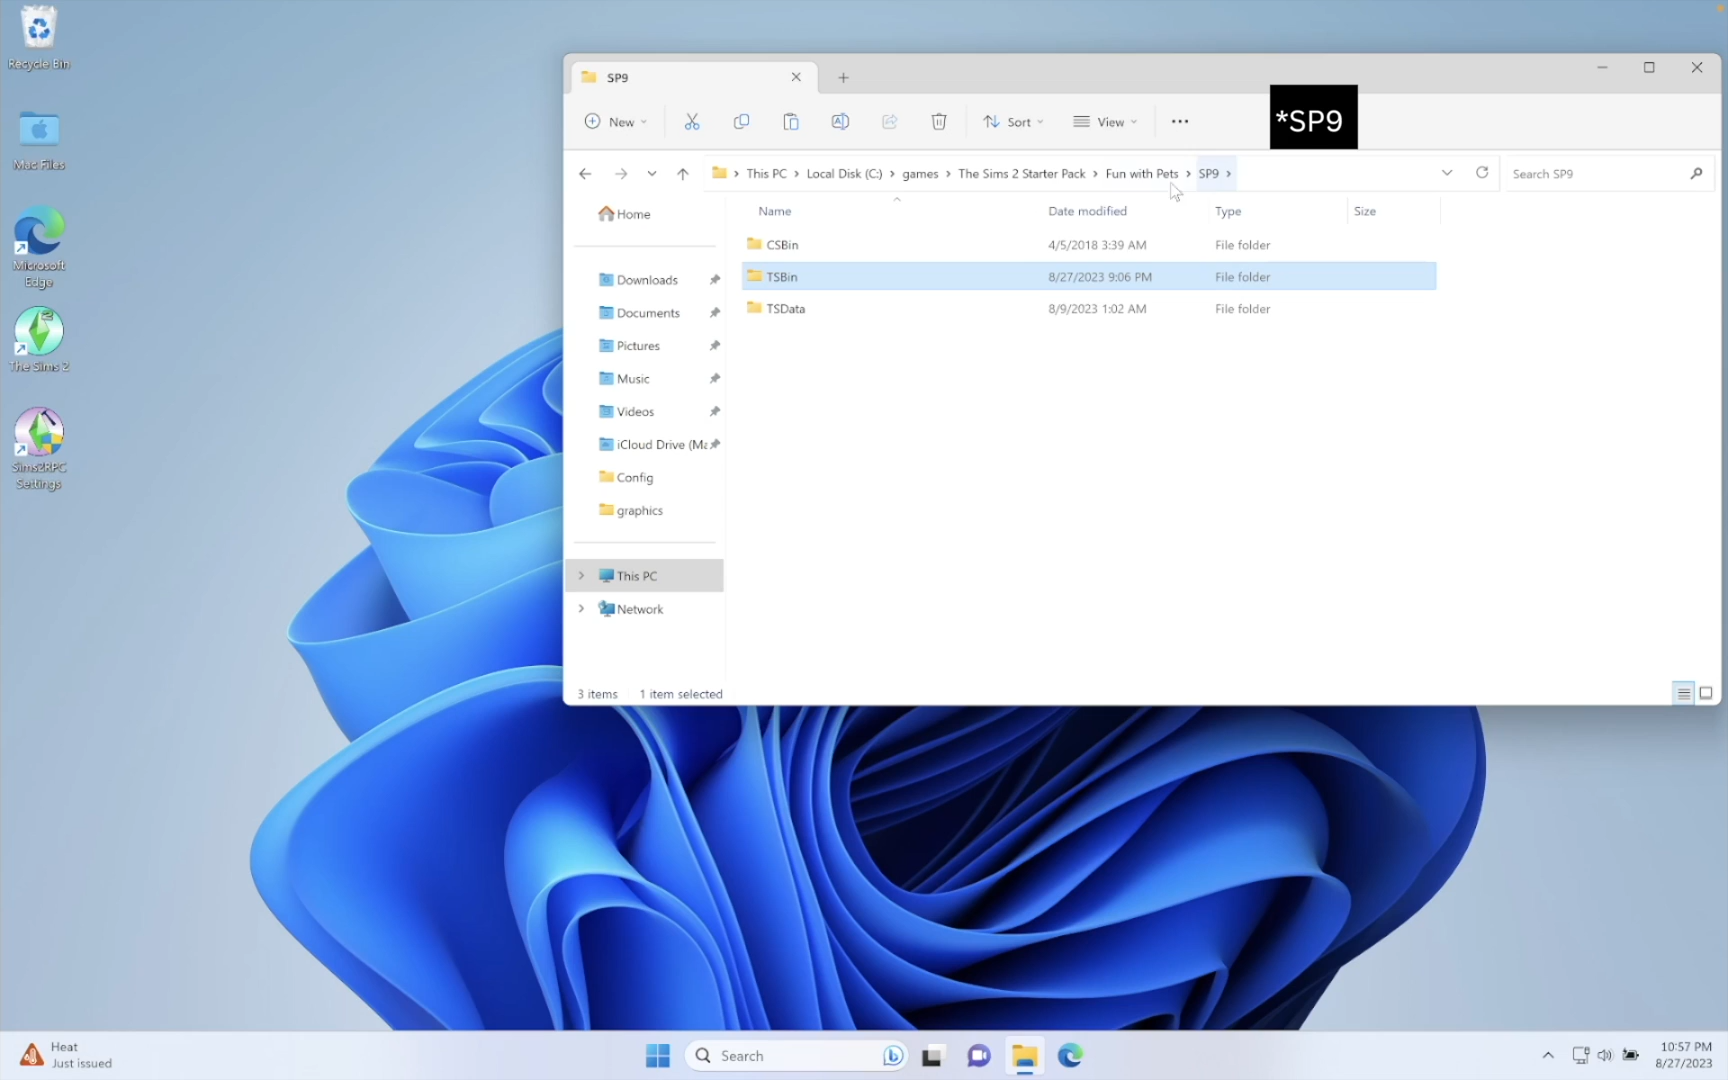 Recycle Bin
Mac Files
Microsoft
Edge
The Sims 2
Sims2RPC
Settings
SP9
New
Sort
View
*SP9
This PC
Local Disk (C:)
games
The Sims 2 Starter Pack
Fun with Pets
SP9
Search SP9
Name
Date modified
Type
Size
CSBin
4/5/2018 3:39 AM
File folder
TSBin
8/27/2023 9:06 PM
File folder
TSData
8/9/2023 1:02 AM
File folder
Home
Downloads
Documents
Pictures
Music
Videos
iCloud Drive (Ma
Config
graphics
This PC
Network
3 items
1 item selected
Heat
Just issued
Search
10:57 PM
8/27/2023